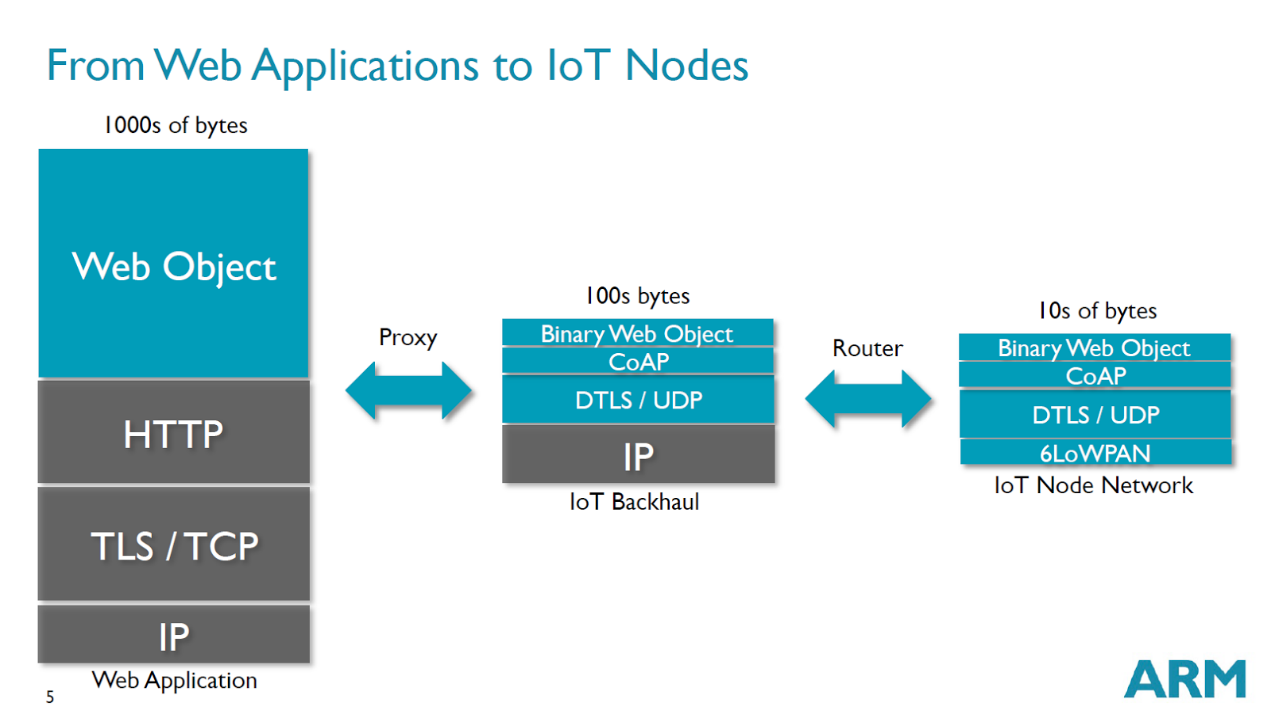 From Web Applications to IoT Nodes
1000s of bytes
Web Object
HTTP
TLS / TCP
IP
Web Application
Proxy
100s bytes
Binary Web Object
CoAP
DTLS / UDP
IP
IoT Backhaul
Router
10s of bytes
Binary Web Object
CoAP
DTLS / UDP
6LoWPAN
IoT Node Network
5
ARM